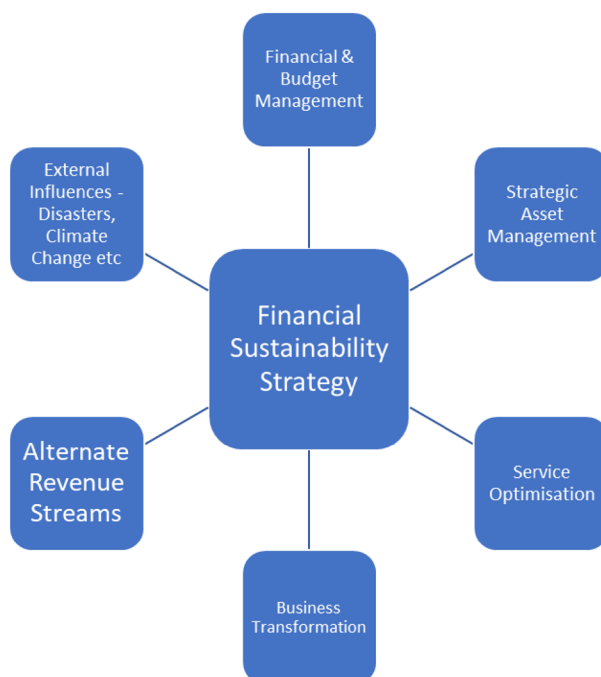 Financial &
Budget
Management
External
Influences -
Disasters,
Climate
Change etc
Strategic
Asset
Management
Financial
Sustainability
Strategy
Alternate
Revenue
Streams
Service
Optimisation
Business
Transformation